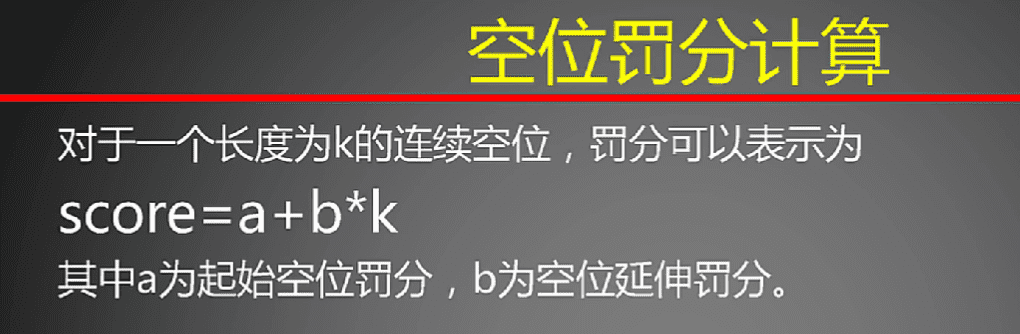 空位罚分计算
对于一个长度为k的连续空位，罚分可以表示为
score=a+b*k
其中a为起始空位罚分，b为空位延伸罚分。